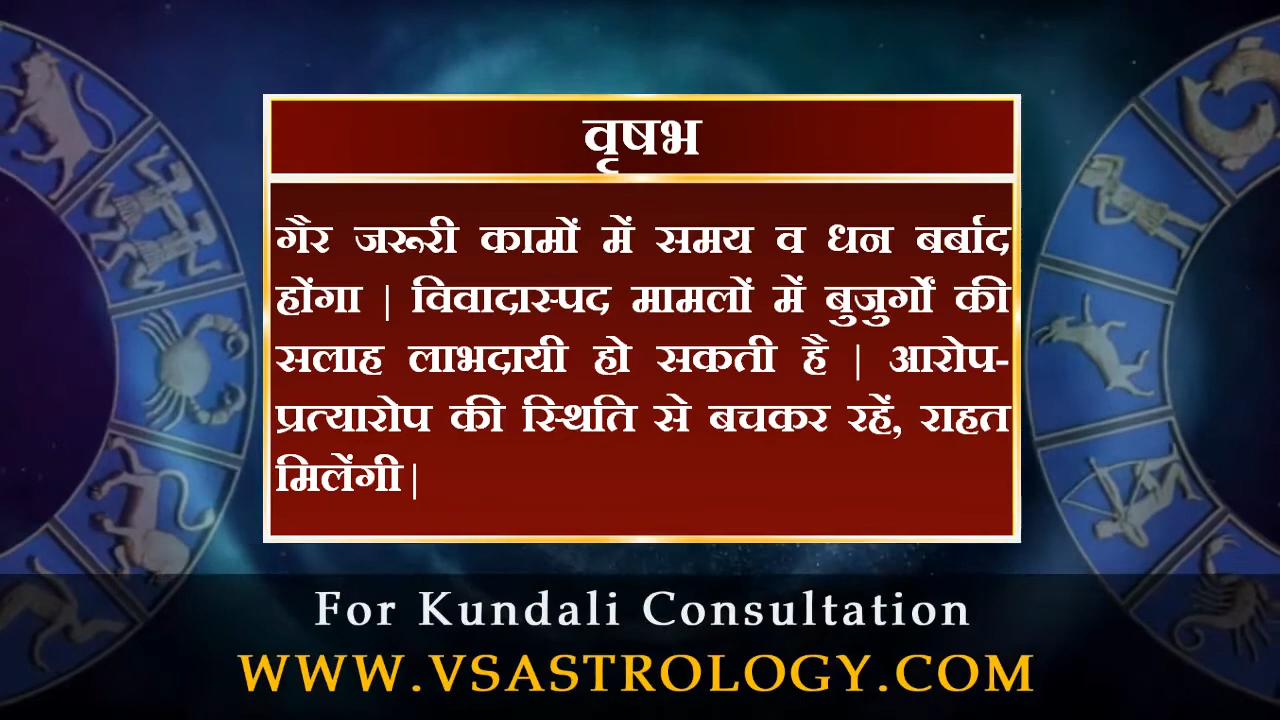 वृषभ
गैर जरूरी कामों में समय व धन बर्बाद
होंगा | विवादास्पद मामलों में बुजुर्गों की
सलाह लाभदायी हो सकती है | आरोप-
प्रत्यारोप की स्थिति से बचकर रहें, राहत
मिलेंगी|
For Kundali Consultation
WWW.VSASTROLOGY.COM